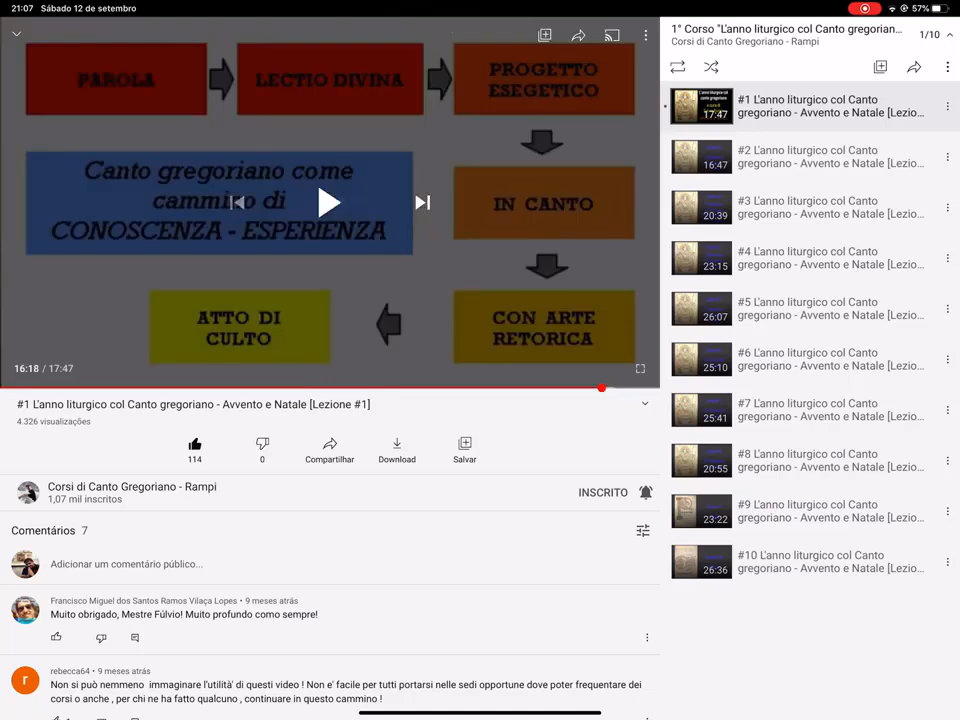 21:07 Sábado 12 de setembro
57%
PAROLA
LECTIO DIVINA
PROGETTO
ESEGETICO
Canto gregoriano come
cammino di
CONOSCENZA - ESPERIENZA
IN CANTO
ATTO DI
CULTO
CON ARTE
RETORICA
16:18 / 17:47
#1 L'anno liturgico col Canto gregoriano - Avvento e Natale [Lezione #1]
4.326 visualizações
114
0
Compartilhar
Download
Salvar
Corsi di Canto Gregoriano - Rampi
1,07 mil inscritos
INSCRITO
Comentários 7
Adicionar um comentário público...
Francisco Miguel dos Santos Ramos Vilaça Lopes • 9 meses atrás
Muito obrigado, Mestre Fúlvio! Muito profundo como sempre!
r
rebecca64 • 9 meses atrás
Non si può nemmeno immaginare l'utilità' di questi video ! Non e' facile per tutti portarsi nelle sedi opportune dove poter frequentare dei
corsi o anche , per chi ne ha fatto qualcuno , continuare in questo cammino !
1° Corso "L'anno liturgico col Canto gregorian...
Corsi di Canto Gregoriano - Rampi
1/10
17:47
#1 L'anno liturgico col Canto
gregoriano - Avvento e Natale [Lezio...
16:47
#2 L'anno liturgico col Canto
gregoriano - Avvento e Natale [Lezio...
20:39
#3 L'anno liturgico col Canto
gregoriano - Avvento e Natale [Lezio...
23:15
#4 L'anno liturgico col Canto
gregoriano - Avvento e Natale [Lezio...
26:07
#5 L'anno liturgico col Canto
gregoriano - Avvento e Natale [Lezio...
25:10
#6 L'anno liturgico col Canto
gregoriano - Avvento e Natale [Lezio...
25:41
#7 L'anno liturgico col Canto
gregoriano - Avvento e Natale [Lezio...
20:55
#8 L'anno liturgico col Canto
gregoriano - Avvento e Natale [Lezio...
23:22
#9 L'anno liturgico col Canto
gregoriano - Avvento e Natale [Lezio...
26:36
#10 L'anno liturgico col Canto
gregoriano - Avvento e Natale [Lezio...